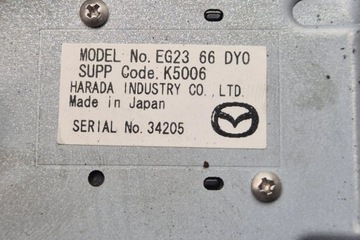 MODEL No. EG23 66 DY0
SUPP Code. K5006
HARADA INDUSTRY CO., LTD.
Made in Japan
SERIAL No. 34205